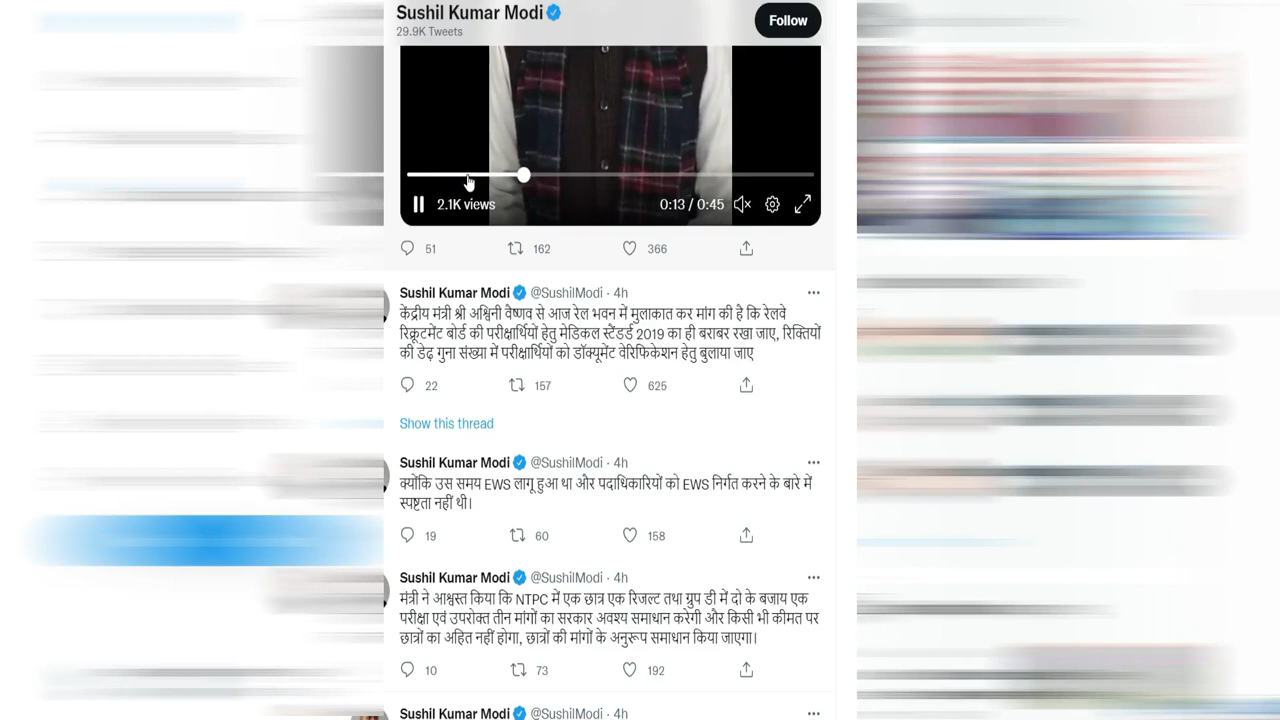 Sushil Kumar Modi
Follow
29.9K Tweets
2.1K views
0:13 / 0:45
51 162 366
Sushil Kumar Modi @SushilModi · 4h
केंद्रीय मंत्री श्री अश्विनी वैष्णव से आज रेल भवन में मुलाकात कर मांग की है कि रेलवे
रिक्रूटमेंट बोर्ड की परीक्षार्थियों हेतु मेडिकल स्टैंडर्ड 2019 का ही बराबर रखा जाए, रिक्तियों
की डेढ़ गुना संख्या में परीक्षार्थियों को डॉक्यूमेंट वेरिफिकेशन हेतु बुलाया जाए
22 157 625
Show this thread
Sushil Kumar Modi @SushilModi · 4h
क्योंकि उस समय EWS लागू हुआ था और पदाधिकारियों को EWS निर्गत करने के बारे में
स्पष्टता नहीं थी।
19 60 158
Sushil Kumar Modi @SushilModi · 4h
मंत्री ने आश्वस्त किया कि NTPC में एक छात्र एक रिजल्ट तथा ग्रुप डी में दो के बजाय एक
परीक्षा एवं उपरोक्त तीन मांगों का सरकार अवश्य समाधान करेगी और किसी भी कीमत पर
छात्रों का अहित नहीं होगा, छात्रों की मांगों के अनुरूप समाधान किया जाएगा।
10 73 192
Sushil Kumar Modi @SushilModi · 4h